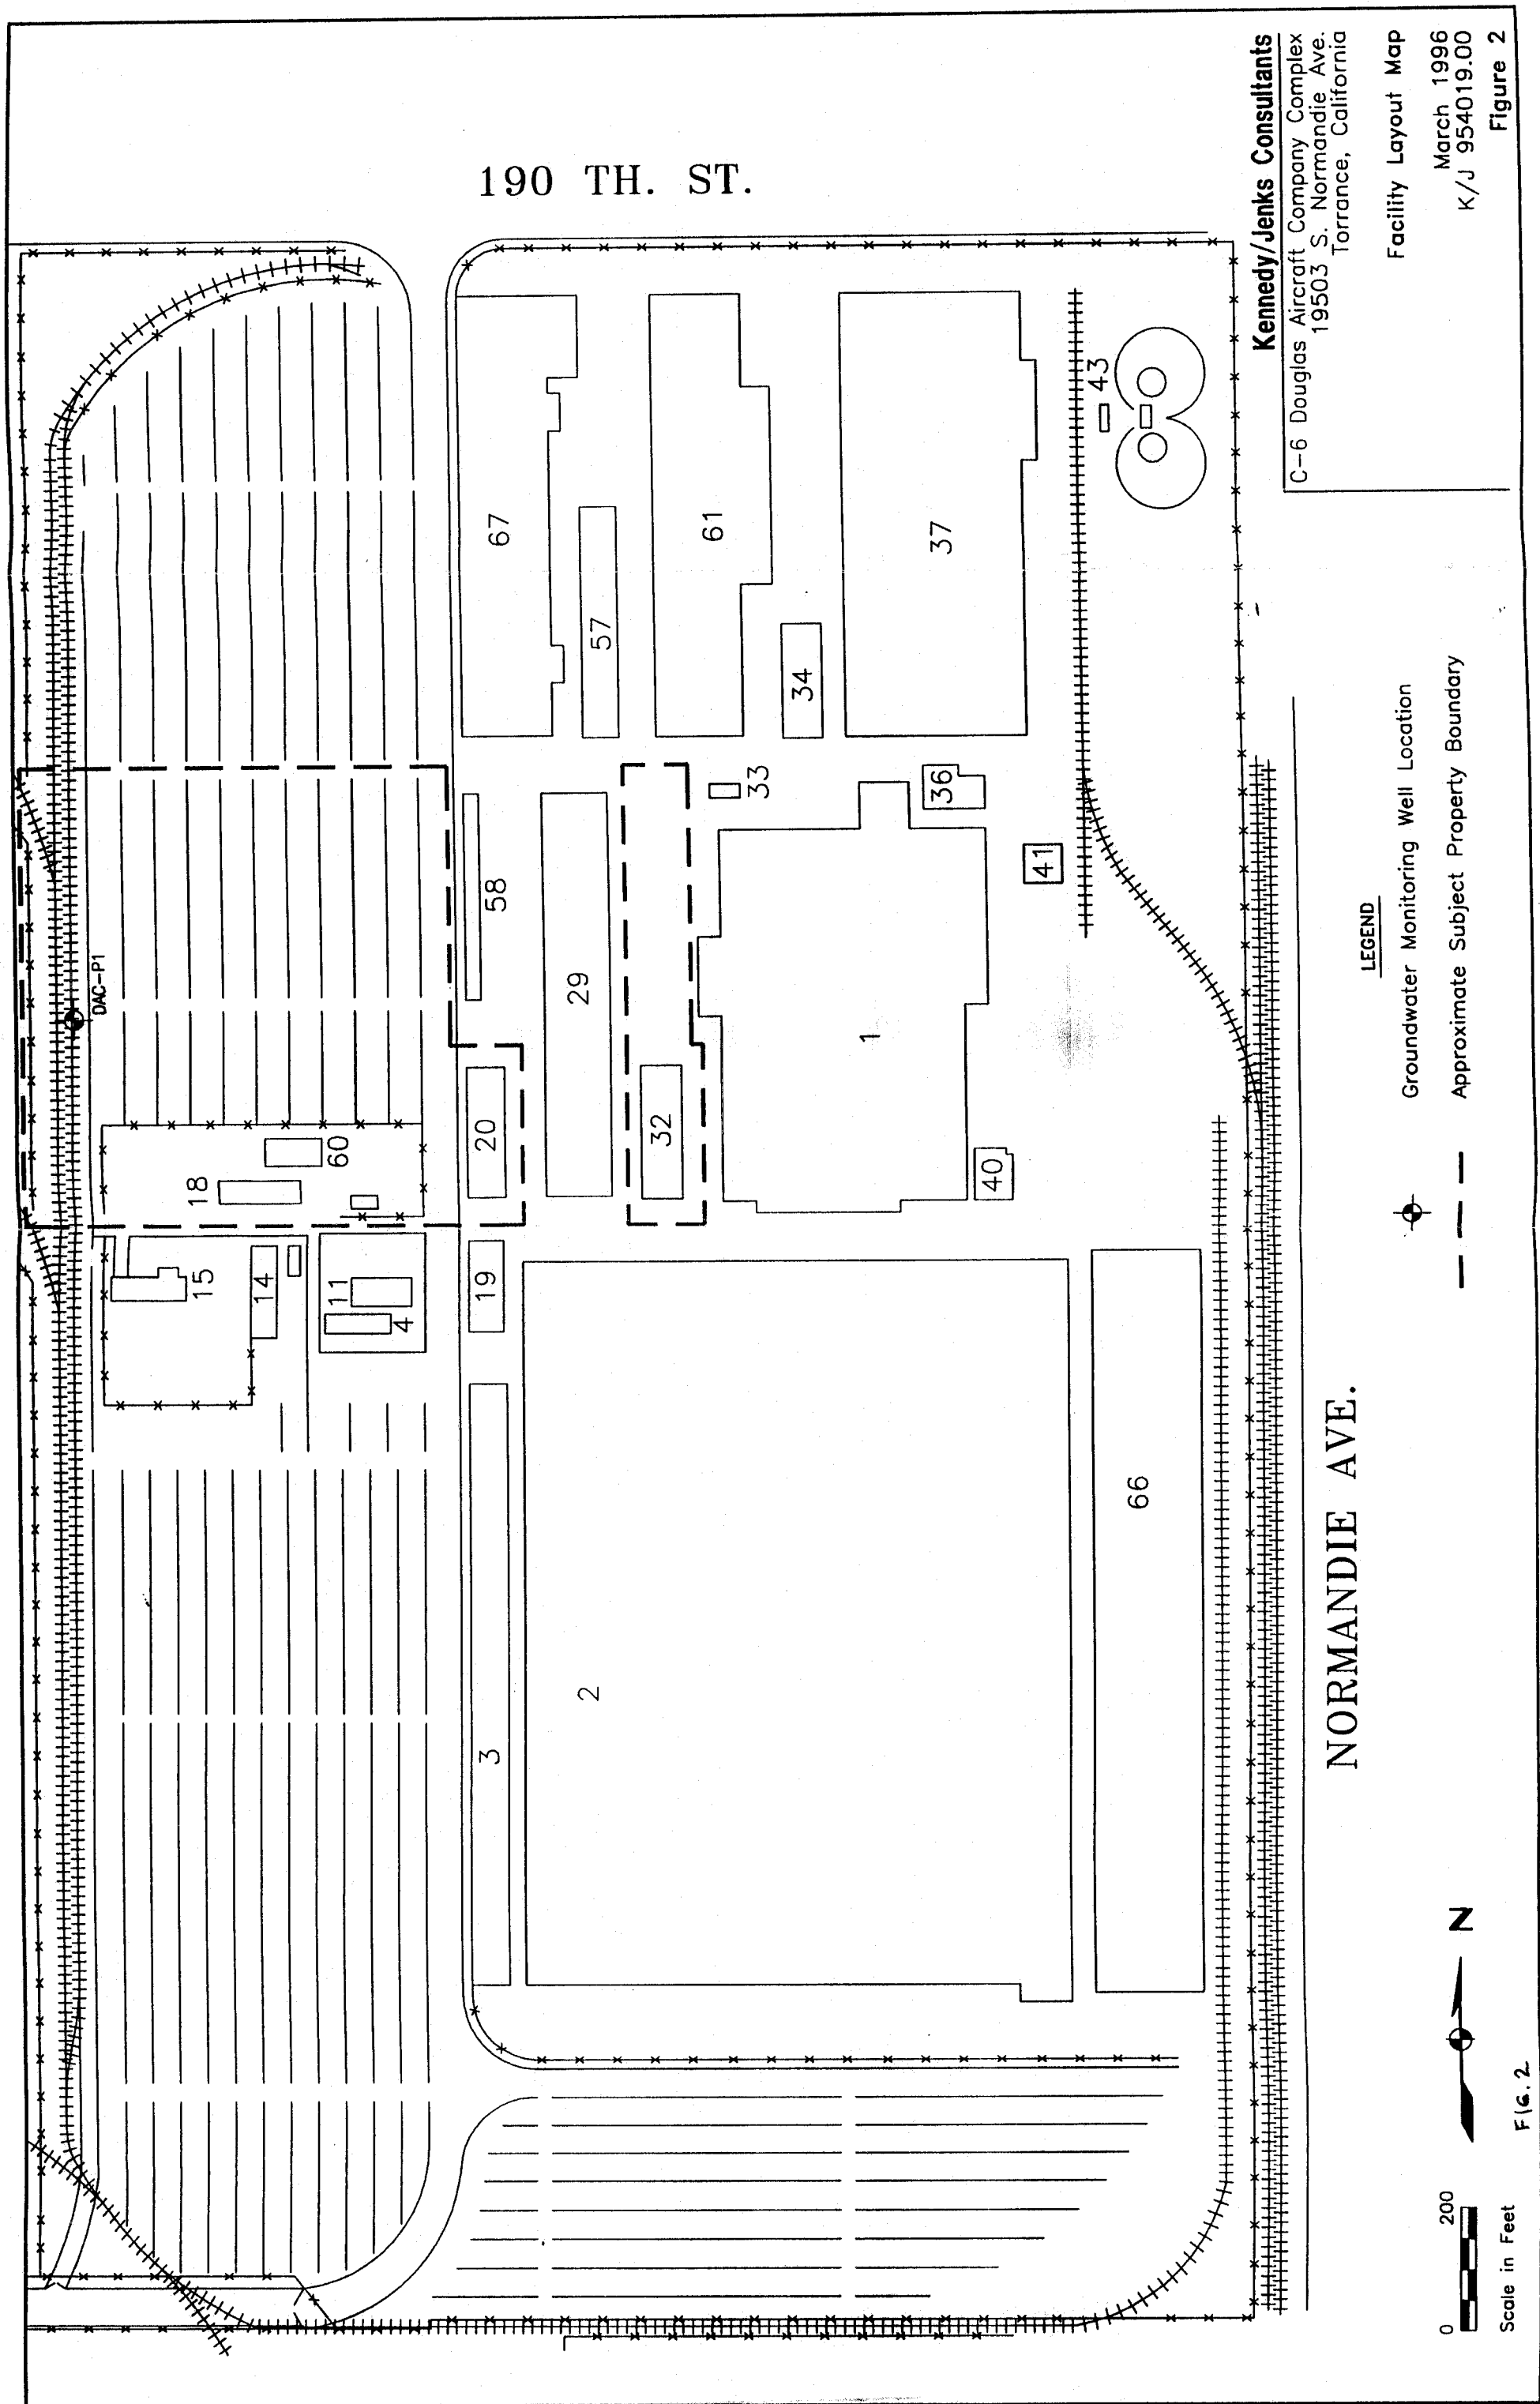 190 TH. ST.
DAC-P1
67
57
61
34
37
43
58
29
33
36
41
20
32
1
40
60
18
15
14
11
4
19
3
2
66
NORMANDIE AVE.
Kennedy/Jenks Consultants
C-6 Douglas Aircraft Company Complex
19503 S. Normandie Ave.
Torrance, California
Facility Layout Map
March 1996
K/J 954019.00
Figure 2
LEGEND
Groundwater Monitoring Well Location
Approximate Subject Property Boundary
N
0 200
Scale in Feet
FIG. 2